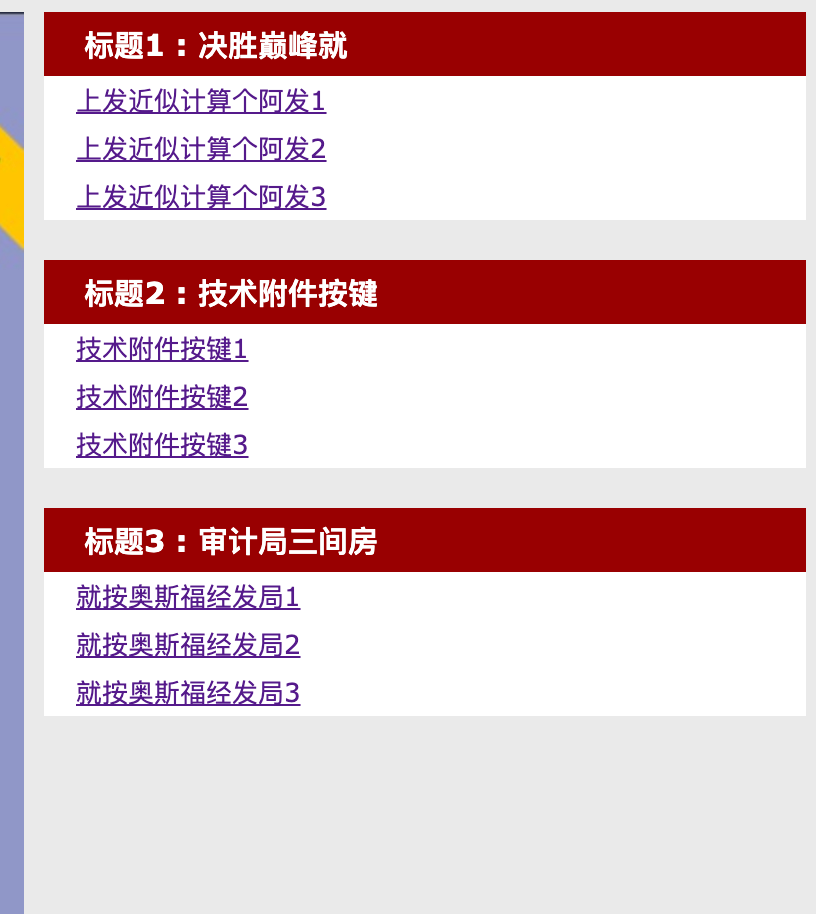 标题1：决胜巅峰就
上发近似计算个阿发1
上发近似计算个阿发2
上发近似计算个阿发3
标题2：技术附件按键
技术附件按键1
技术附件按键2
技术附件按键3
标题3：审计局三间房
就按奥斯福经发局1
就按奥斯福经发局2
就按奥斯福经发局3